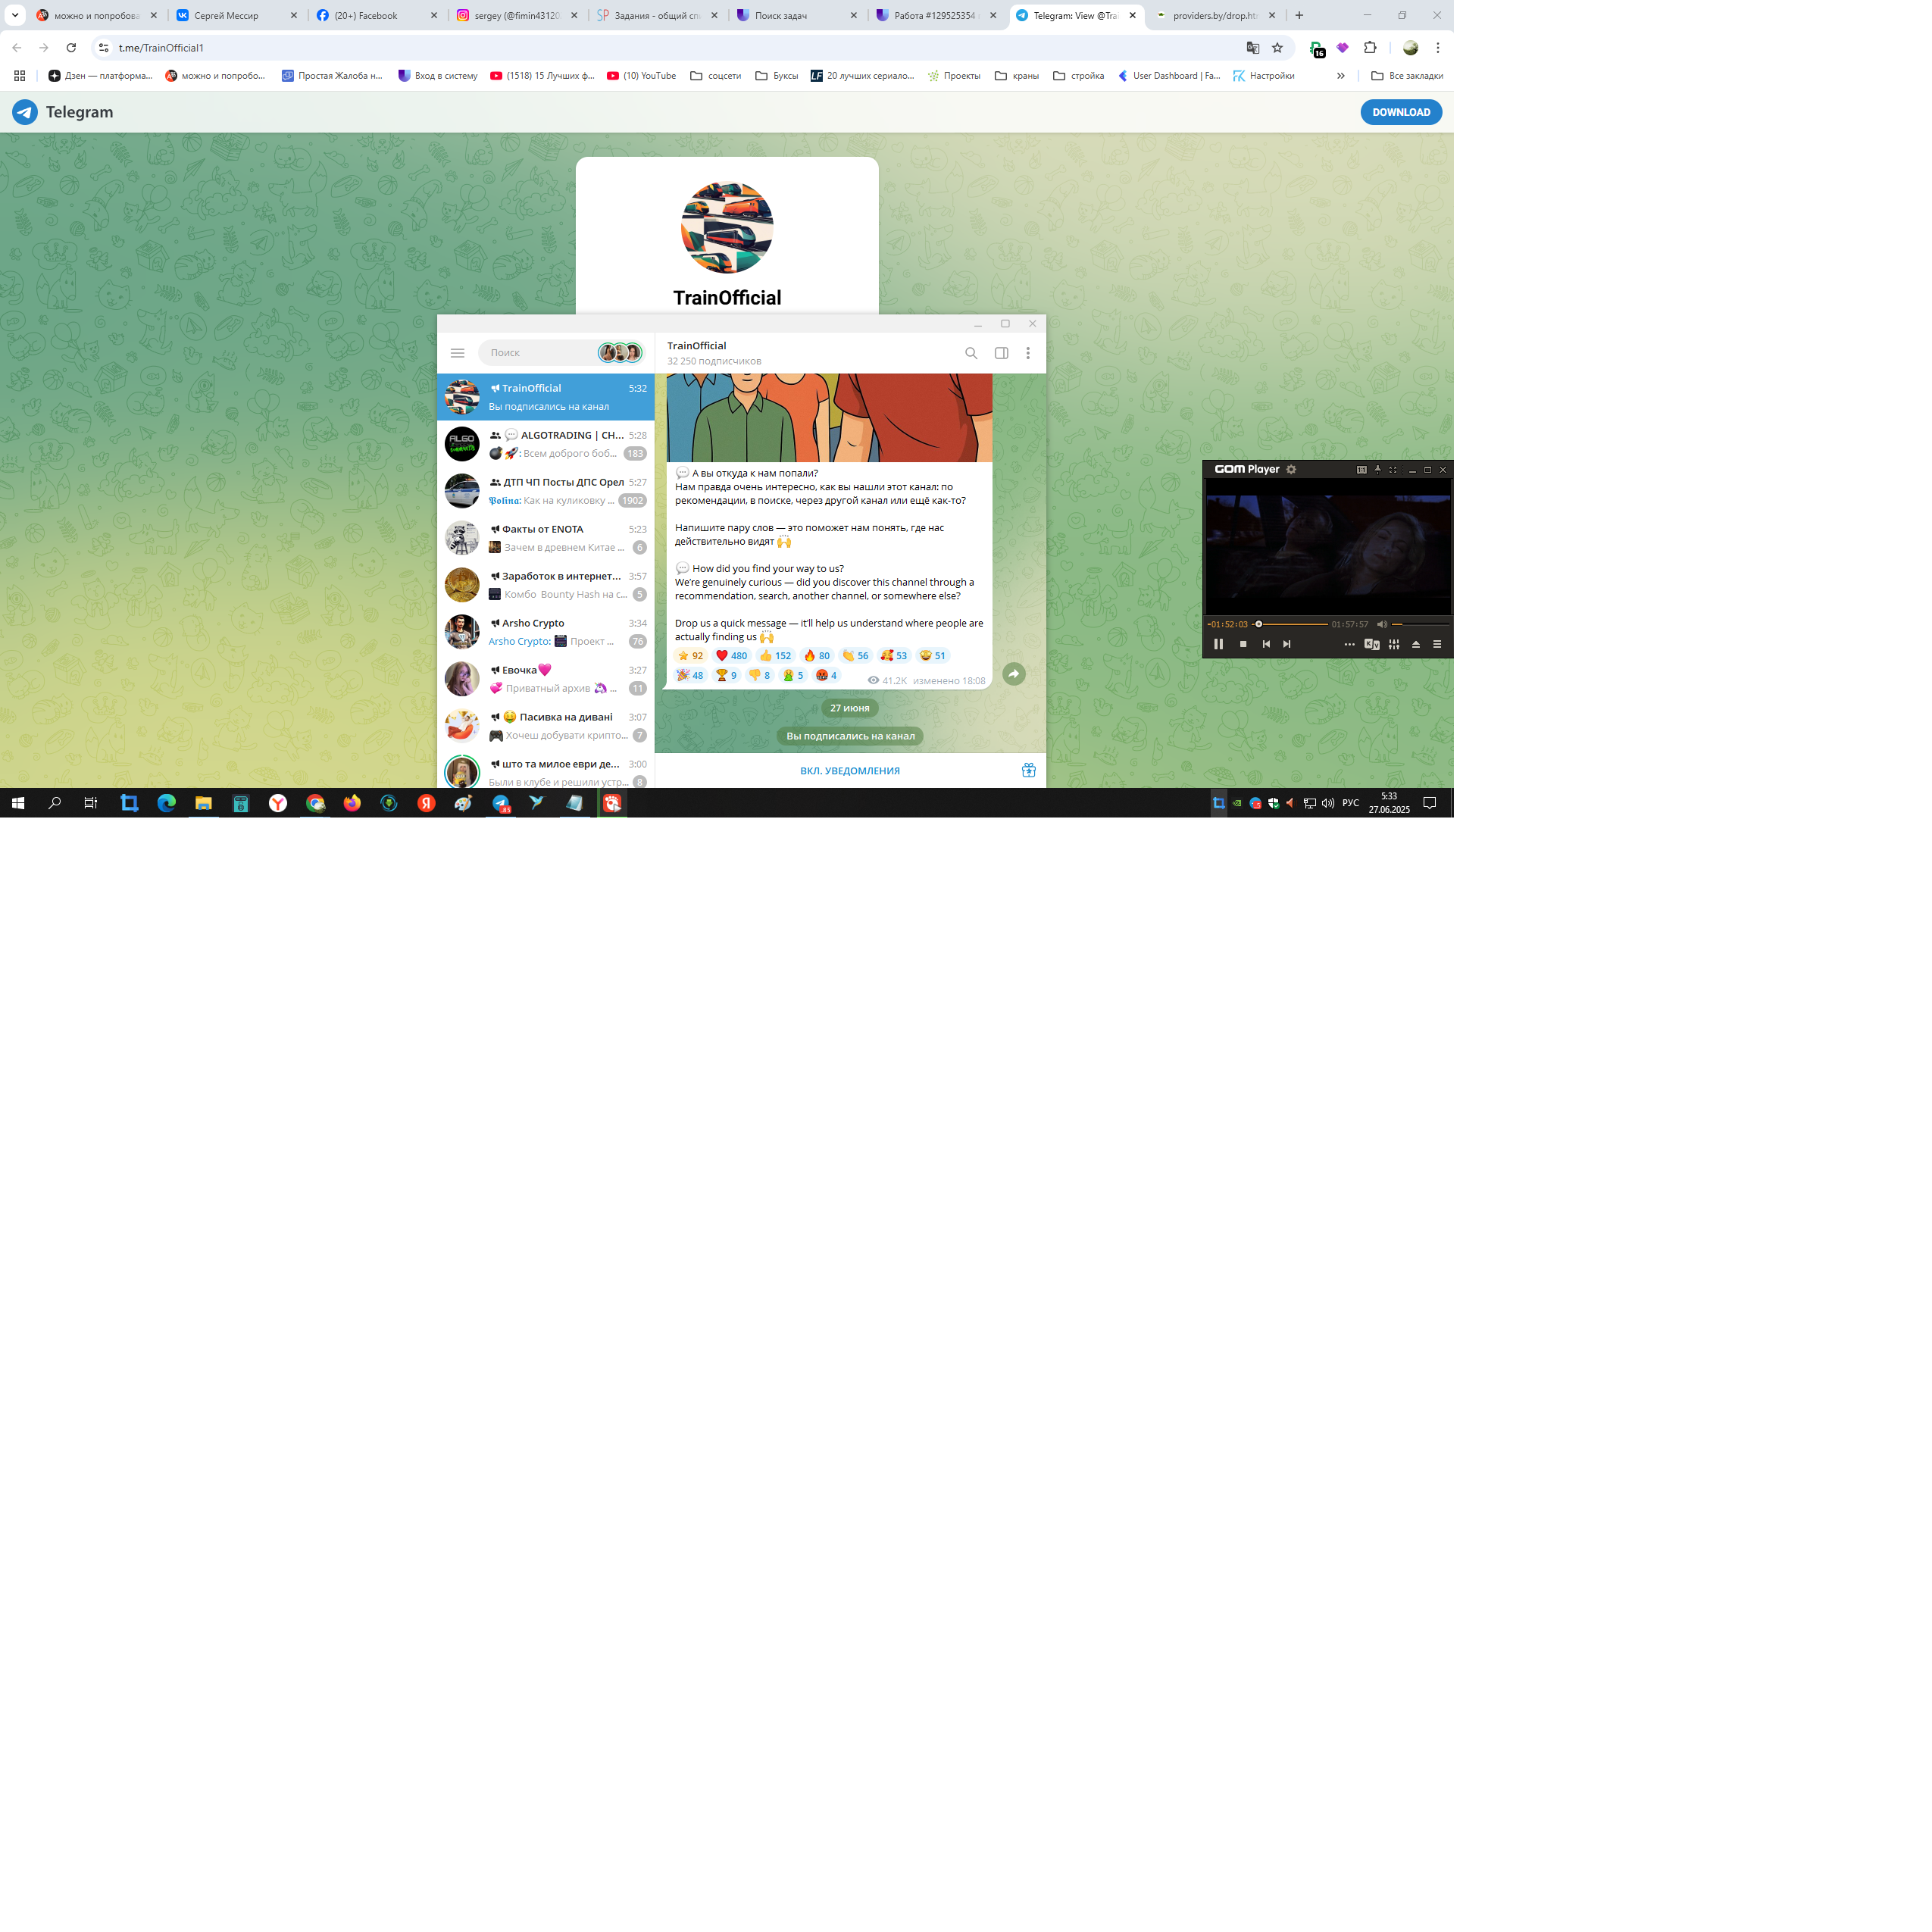 можно и попробова
Сергей Мессир
(20+) Facebook
sergey (@fimin43120
Задания - общий сп
Поиск задач
Работа #129525354
Telegram: View @Trai
providers.by/drop.ht
t.me/TrainOfficial1
16
Дзен — платформа...
можно и попробо...
Простая Жалоба н...
Вход в систему
(1518) 15 Лучших ф...
(10) YouTube
соцсети
Буксы
20 лучших сериало...
Проекты
краны
стройка
User Dashboard | Fa...
Настройки
Все закладки
Telegram
DOWNLOAD
TrainOfficial
Поиск
TrainOfficial
32 250 подписчиков
TrainOfficial 5:32
Вы подписались на канал
ALGOTRADING | CH... 5:28
Всем доброго боб... 183
ДТП ЧП Посты ДПС Орел 5:27
Polina: Как на куликовку ... 1902
Факты от ENOTA 5:23
Зачем в древнем Китае ... 6
Заработок в интернет... 3:57
Комбо Bounty Hash на с... 5
Arsho Crypto 3:34
Arsho Crypto: Проект ... 76
Евочка 3:27
Приватный архив ... 11
Пасивка на дивані 3:07
Хочеш добувати крипто... 7
што та милое еври де... 3:00
Были в клубе и решили устр... 8
💬 А вы откуда к нам попали?
Нам правда очень интересно, как вы нашли этот канал: по
рекомендации, в поиске, через другой канал или ещё как-то?
Напишите пару слов — это поможет нам понять, где нас
действительно видят 🙌
💬 How did you find your way to us?
We're genuinely curious — did you discover this channel through a
recommendation, search, another channel, or somewhere else?
Drop us a quick message — it'll help us understand where people are
actually finding us 🙌
92 480 152 80 56 53 51
48 9 8 5 4 41.2K изменено 18:08
27 июня
Вы подписались на канал
ВКЛ. УВЕДОМЛЕНИЯ
GOM Player
-01:52:03 01:57:57
РУС
5:33
27.06.2025